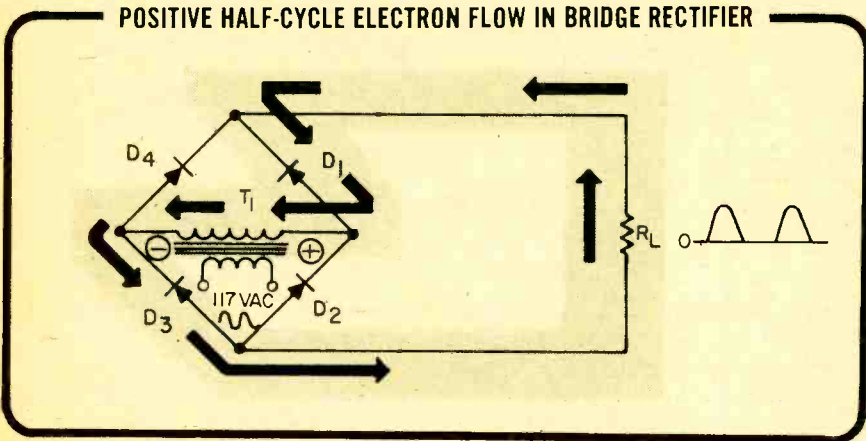 POSITIVE HALF-CYCLE ELECTRON FLOW IN BRIDGE RECTIFIER
D4
D1
T1
−
+
RL
0
117 VAC
D3
D2